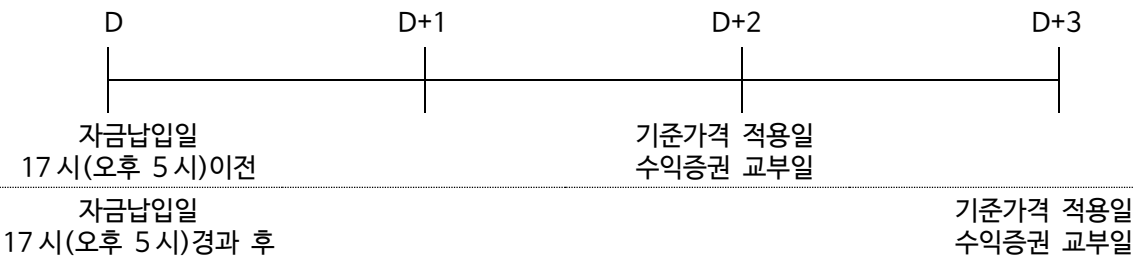 D D+1 D+2 D+3
자금납입일 기준가격 적용일
17시(오후 5시)이전 수익증권 교부일
자금납입일 기준가격 적용일
17시(오후 5시)경과 후 수익증권 교부일